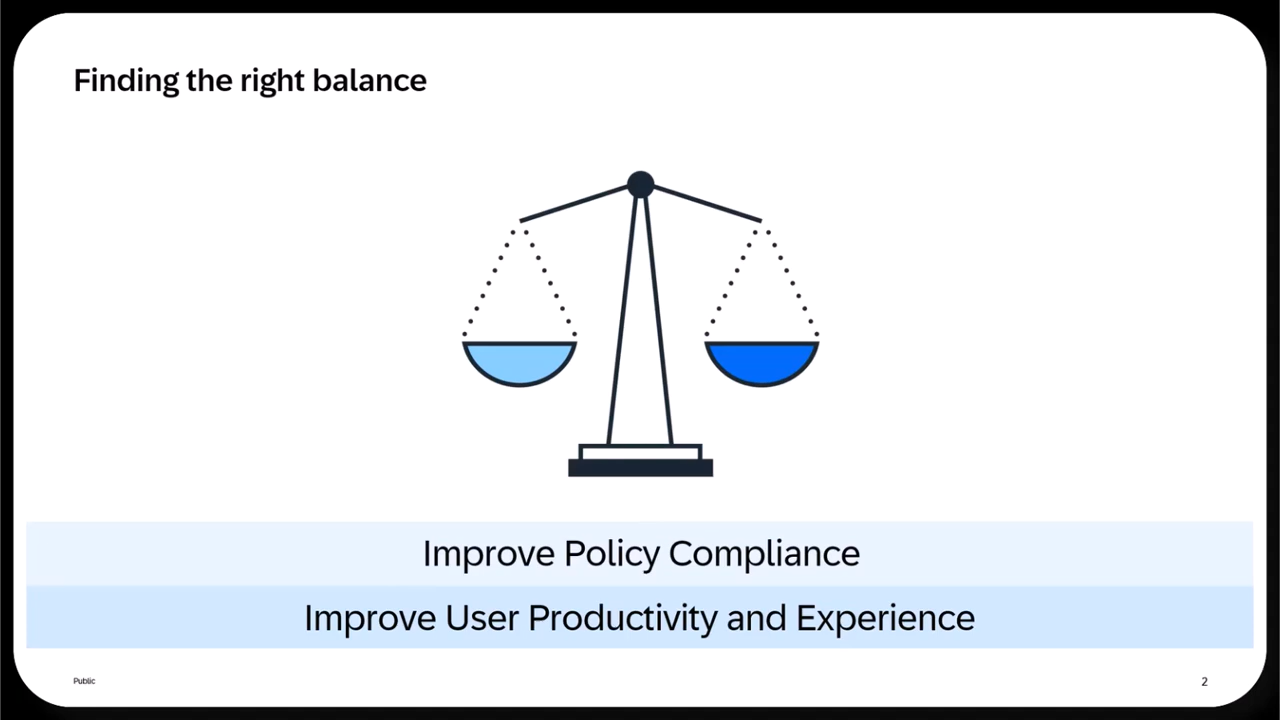 Finding the right balance
Improve Policy Compliance
Improve User Productivity and Experience
Public
2